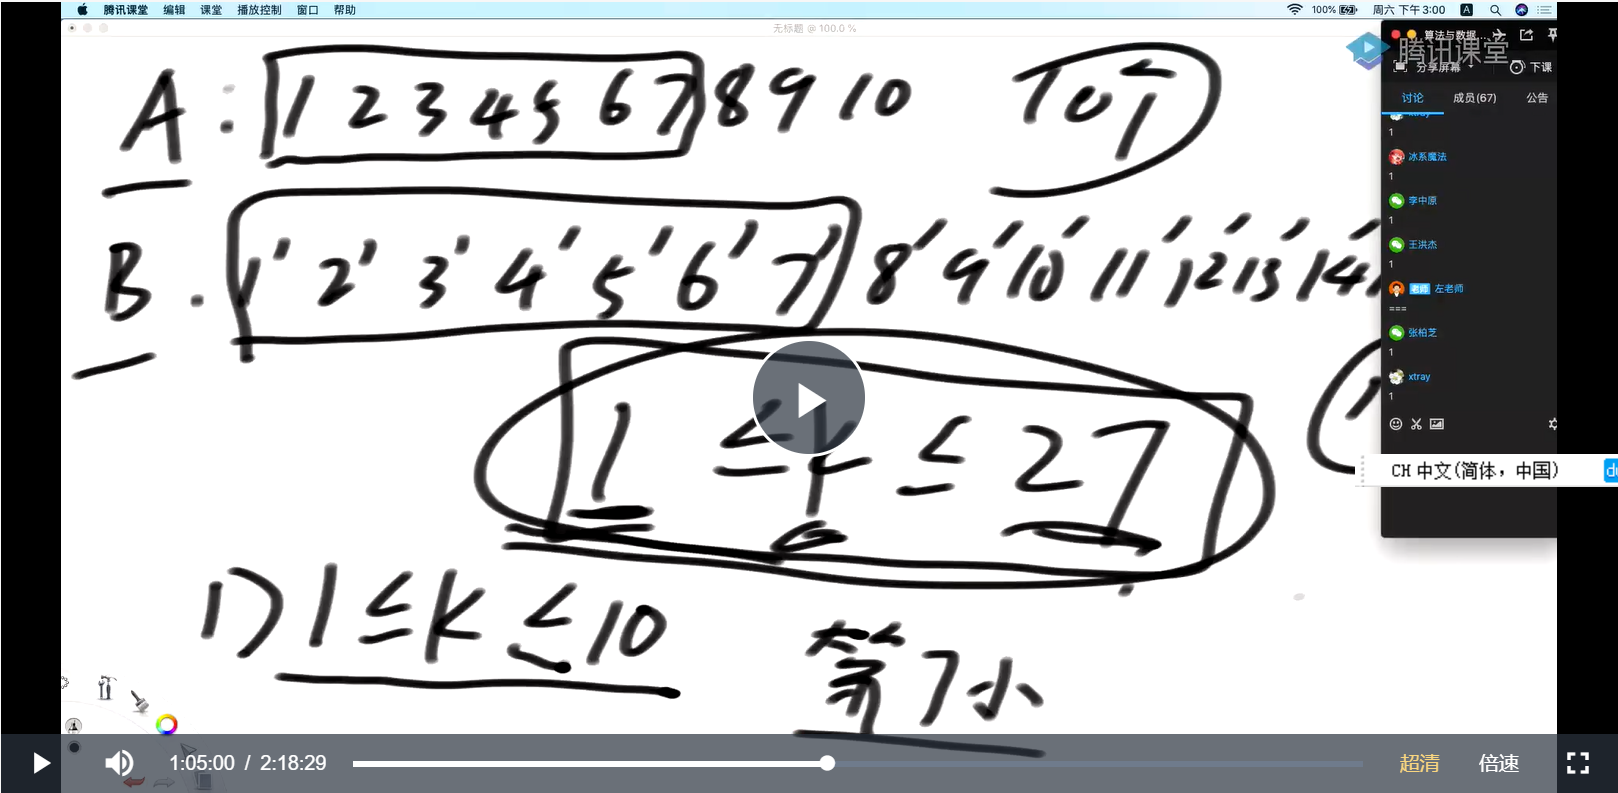 腾讯课堂 编辑 课堂 播放控制 窗口 帮助
100% 周六 下午3:00 A
无标题 @ 100.0 %
算法与数据...
腾讯课堂
分享屏幕 下课
讨论 成员(67) 公告
xtray
1
冰系魔法
1
李中原
1
王洪杰
1
老师 左老师
===
张柏芝
1
xtray
1
CH 中文(简体，中国)
A: 1 2 3 4 5 6 7 8 9 10
B. 1' 2' 3' 4' 5' 6' 7' 8' 9' 10' 11' 12' 13' 14'
1 ≤ k ≤ 27
1) 1 ≤ K ≤ 10 第7小
1:05:00 / 2:18:29 超清 倍速